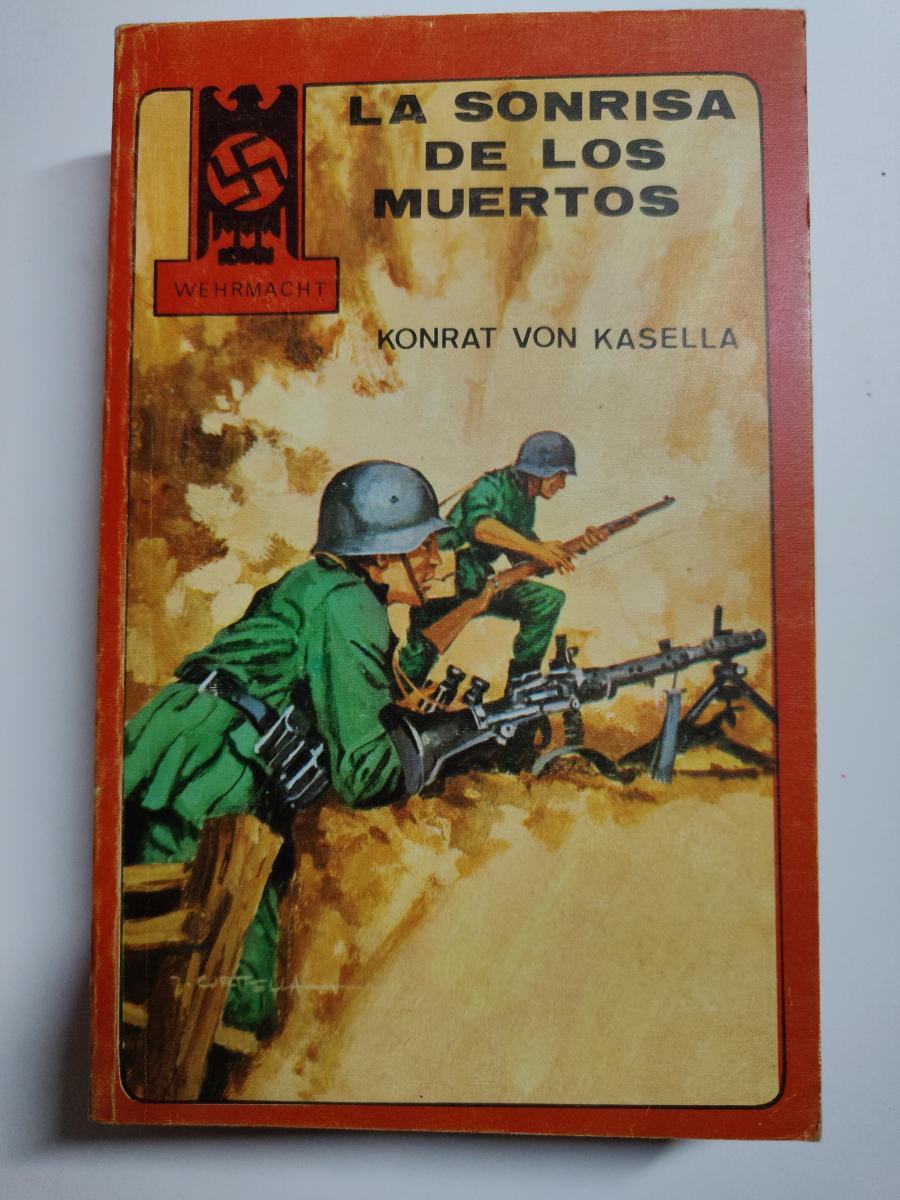 LA SONRISA
DE LOS
MUERTOS
WEHRMACHT
KONRAT VON KASELLA